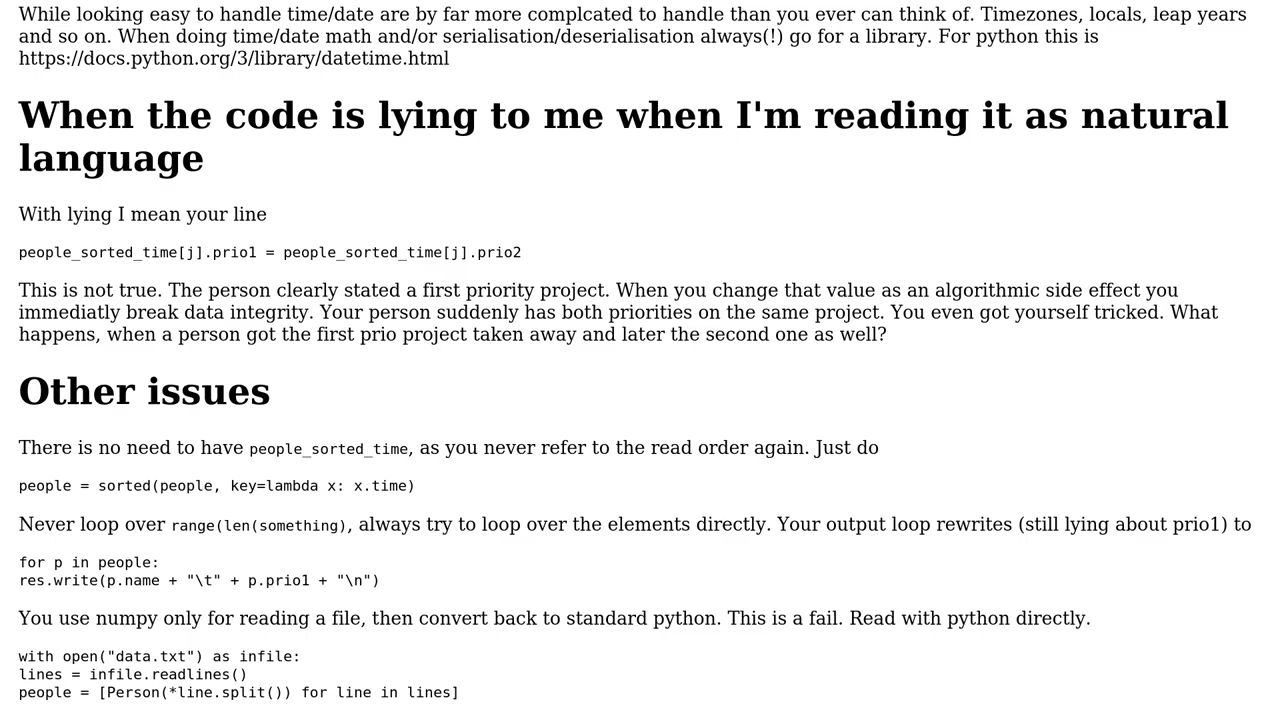 While looking easy to handle time/date are by far more complcated to handle than you ever can think of. Timezones, locals, leap years
and so on. When doing time/date math and/or serialisation/deserialisation always(!) go for a library. For python this is
https://docs.python.org/3/library/datetime.html
When the code is lying to me when I'm reading it as natural
language
With lying I mean your line
people_sorted_time[j].prio1 = people_sorted_time[j].prio2
This is not true. The person clearly stated a first priority project. When you change that value as an algorithmic side effect you
immediatly break data integrity. Your person suddenly has both priorities on the same project. You even got yourself tricked. What
happens, when a person got the first prio project taken away and later the second one as well?
Other issues
There is no need to have people_sorted_time, as you never refer to the read order again. Just do
people = sorted(people, key=lambda x: x.time)
Never loop over range(len(something), always try to loop over the elements directly. Your output loop rewrites (still lying about prio1) to
for p in people:
res.write(p.name + "\t" + p.prio1 + "\n")
You use numpy only for reading a file, then convert back to standard python. This is a fail. Read with python directly.
with open("data.txt") as infile:
lines = infile.readlines()
people = [Person(*line.split()) for line in lines]